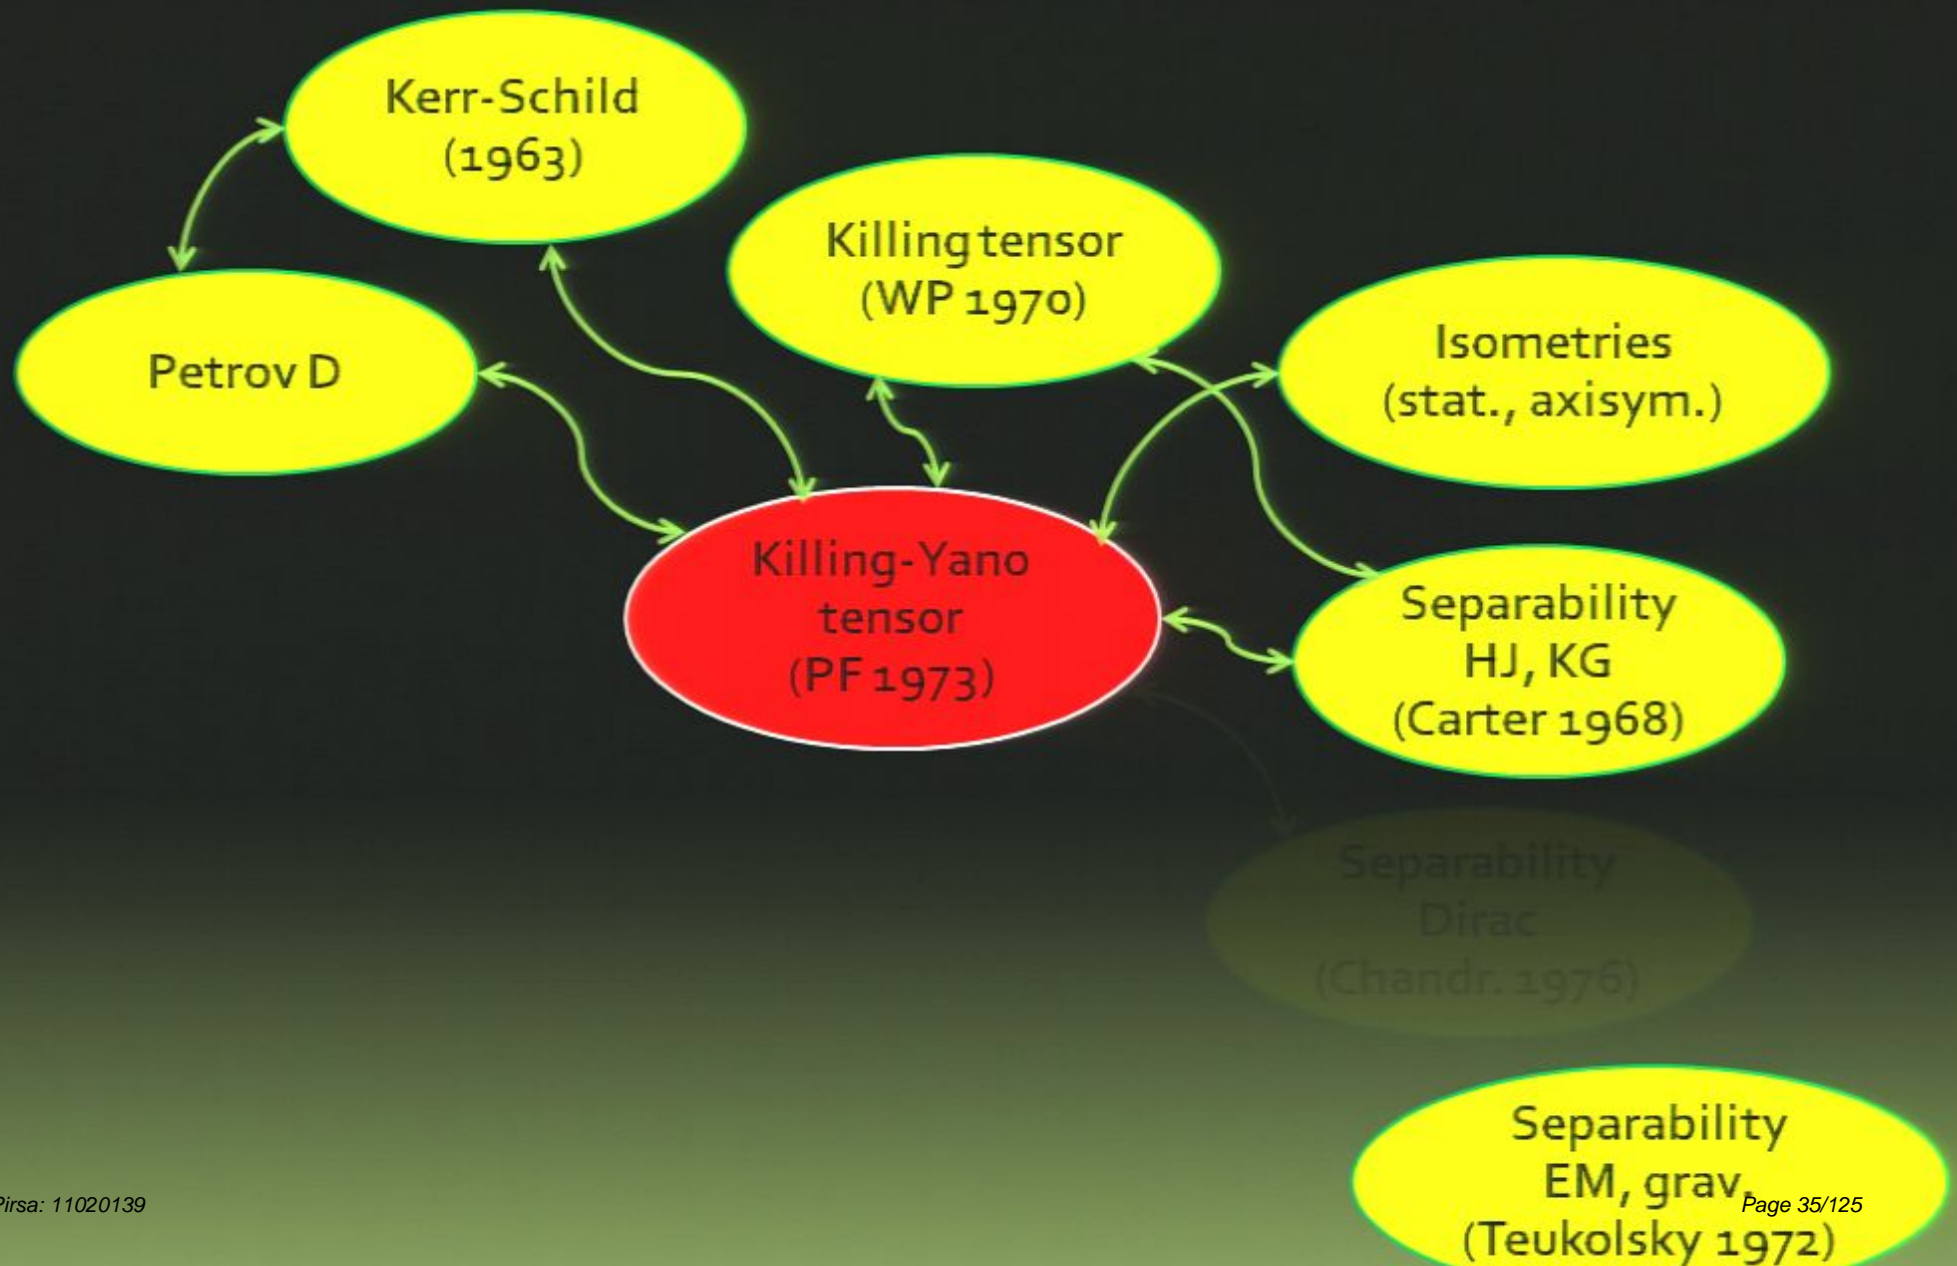 Kerr-Schild
(1963)
Killing tensor
(WP 1970)
Isometries
(stat., axisym.)
Petrov D
Killing-Yano
tensor
(PF 1973)
Separability
HJ, KG
(Carter 1968)
Separability
Dirac
(Chandr. 1976)
Separability
EM, grav.
(Teukolsky 1972)
Pirsa: 11020139
Page 35/125